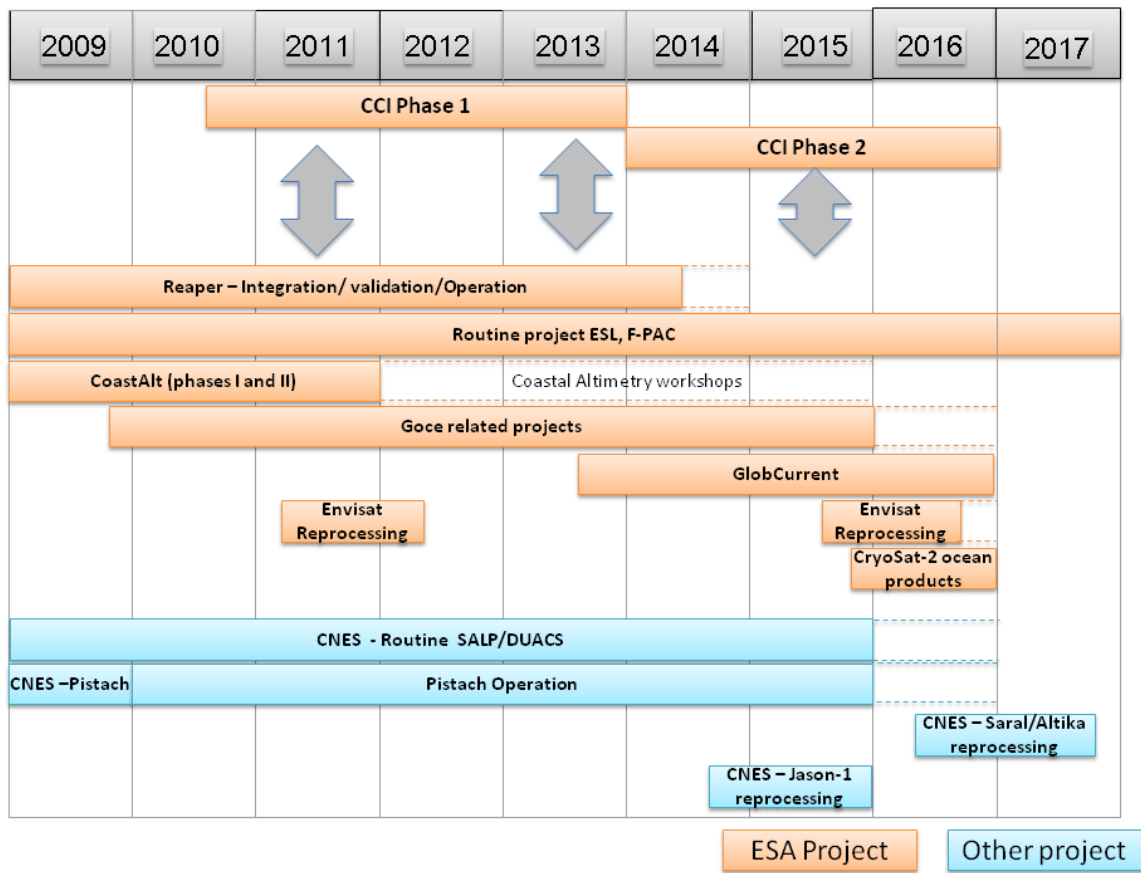 2009 2010 2011 2012 2013 2014 2015 2016 2017
CCI Phase 1
CCI Phase 2
Reaper – Integration/ validation/Operation
Routine project ESL, F-PAC
CoastAlt (phases I and II)
Coastal Altimetry workshops
Goce related projects
GlobCurrent
Envisat
Reprocessing
Envisat
Reprocessing
CryoSat-2 ocean
products
CNES - Routine SALP/DUACS
CNES –Pistach
Pistach Operation
CNES – Saral/Altika
reprocessing
CNES – Jason-1
reprocessing
ESA Project
Other project